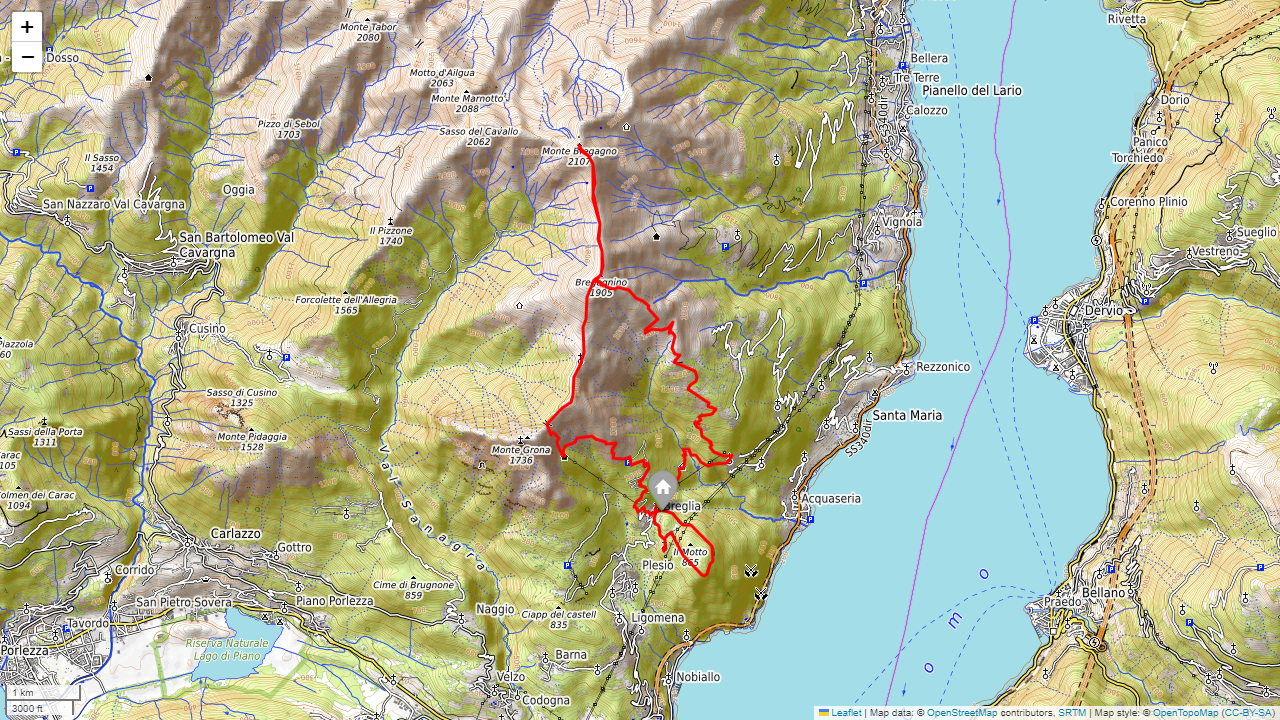 +
−
Dosso
Monte Tabor
2080
Motto d'Ailgua
2063
Monte Marnotto
2088
Pizzo di Sebol
1703
Sasso del Cavallo
2062
Monte Bregagno
2107
Il Sasso
1454
Oggia
San Nazzaro Val Cavargna
San Bartolomeo Val
Cavargna
Il Pizzone
1740
Bregagnino
1905
Forcolette dell'Allegria
1565
Cusino
Piazzola
60
Sasso di Cusino
1325
Sassi della Porta
1311
Monte Pidaggia
1528
Carac
105
Colmen dei Carac
1094
Monte Grona
1736
Val Sanagra
Carlazzo
Gottro
Corrido
San Pietro Sovera
Tavordo
Porlezza
Piano Porlezza
Cime di Brugnone
859
Riserva Naturale
Lago di Piano
Naggio
Ciapp del castell
835
Barna
Velzo
Codogna
Ligomena
Nobiallo
Plesio
Breglia
Il Motto
865
Acquaseria
Santa Maria
SS340dir
Rezzonico
Vignola
SS340dir
Bellera
Tre Terre
Pianello del Lario
Calozzo
Rivetta
Dorio
Panico
Torchiedo
Corenno Plinio
Sueglio
Vestreno
Dervio
Bellano
Praedo
o m o
1 km
3000 ft
Leaflet | Map data: © OpenStreetMap contributors, SRTM | Map style: © OpenTopoMap (CC-BY-SA)